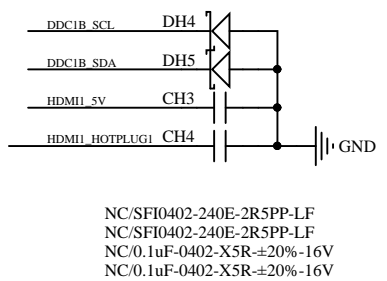 DDC1B_SCL DH4
DDC1B_SDA DH5
HDMI1_5V CH3
HDMI1_HOTPLUG1 CH4
GND
NC/SFI0402-240E-2R5PP-LF
NC/SFI0402-240E-2R5PP-LF
NC/0.1uF-0402-X5R-±20%-16V
NC/0.1uF-0402-X5R-±20%-16V